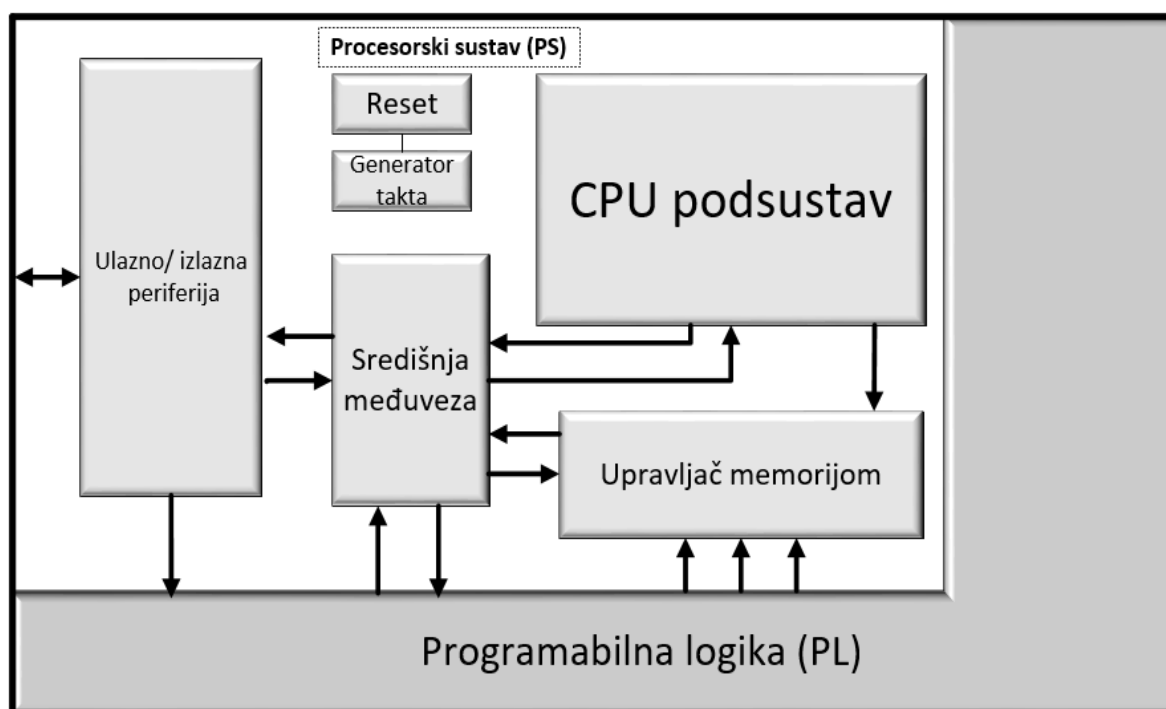 Procesorski sustav (PS)
Reset
Generator
takta
CPU podsustav
Ulazno/ izlazna
periferija
Središnja
međuveza
Upravljač memorijom
Programabilna logika (PL)